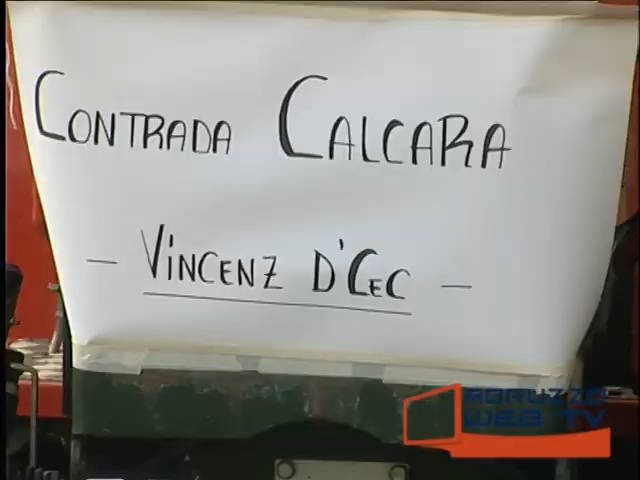 CONTRADA CALCARA
- VINCENZ D'CEC -
ABRUZZO
WEB TV